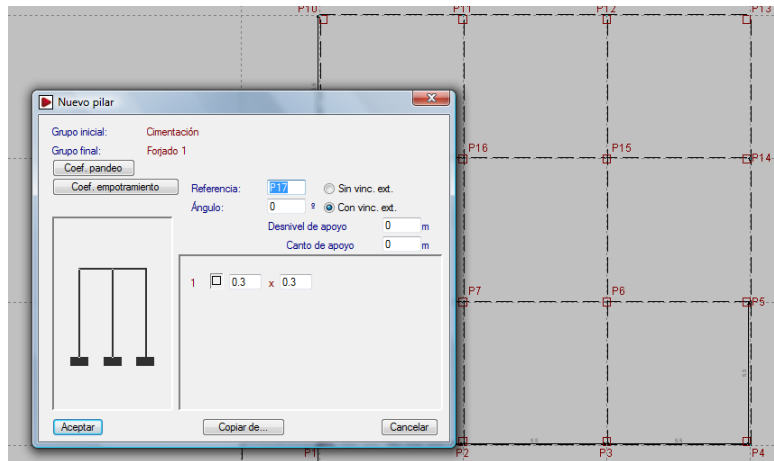 P10
P11
P12
P13
Nuevo pilar
Grupo inicial: Cimentación
Grupo final: Forjado 1
Coef. pandeo
Coef. empotramiento
Referencia: P17 Sin vinc. ext.
Ángulo: 0 º Con vinc. ext.
Desnivel de apoyo 0 m
Canto de apoyo 0 m
1 0.3 x 0.3
Aceptar
Copiar de...
Cancelar
P16
P15
P14
P7
P6
P5
P1
P2
P3
P4